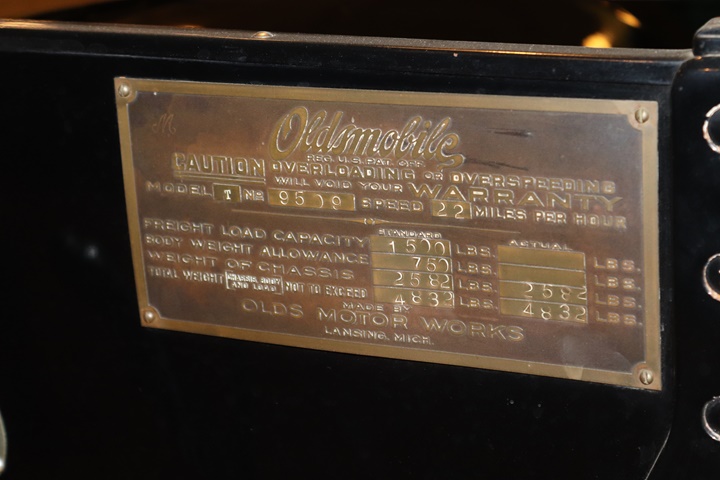 M
Oldsmobile
REG. U.S. PAT. OFF.
CAUTION OVERLOADING OR OVERSPEEDING
WILL VOID YOUR WARRANTY
MODEL T No 9509 SPEED 22 MILES PER HOUR
STANDARD ACTUAL
FREIGHT LOAD CAPACITY 1500 LBS. LBS.
BODY WEIGHT ALLOWANCE 750 LBS. LBS.
WEIGHT OF CHASSIS 2582 LBS. 2582 LBS.
TOTAL WEIGHT CHASSIS, BODY AND LOAD NOT TO EXCEED 4832 LBS. 4832 LBS.
MADE BY
OLDS MOTOR WORKS
LANSING, MICH.